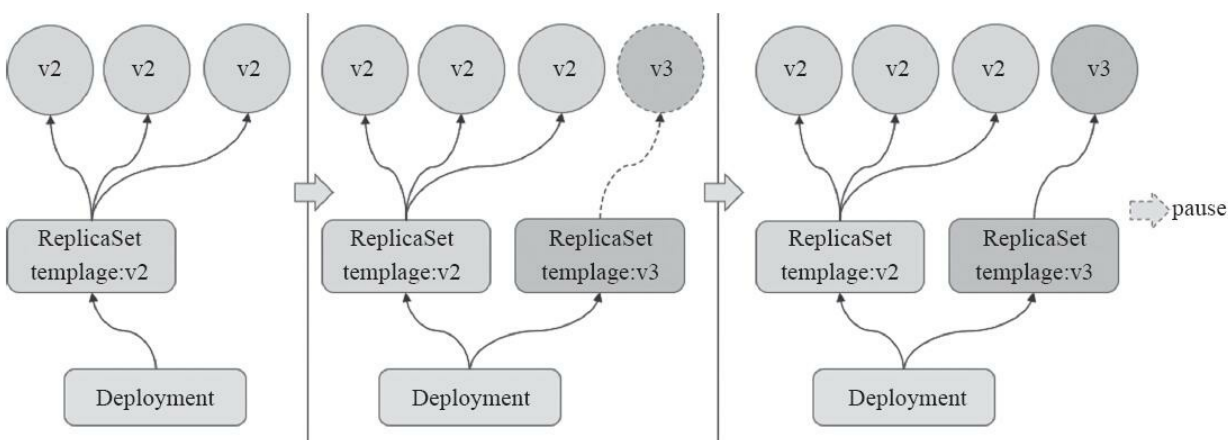 v2
v2
v2
ReplicaSet
templage:v2
Deployment
v2
v2
v2
v3
ReplicaSet
templage:v2
ReplicaSet
templage:v3
Deployment
v2
v2
v2
v3
ReplicaSet
templage:v2
ReplicaSet
templage:v3
Deployment
pause